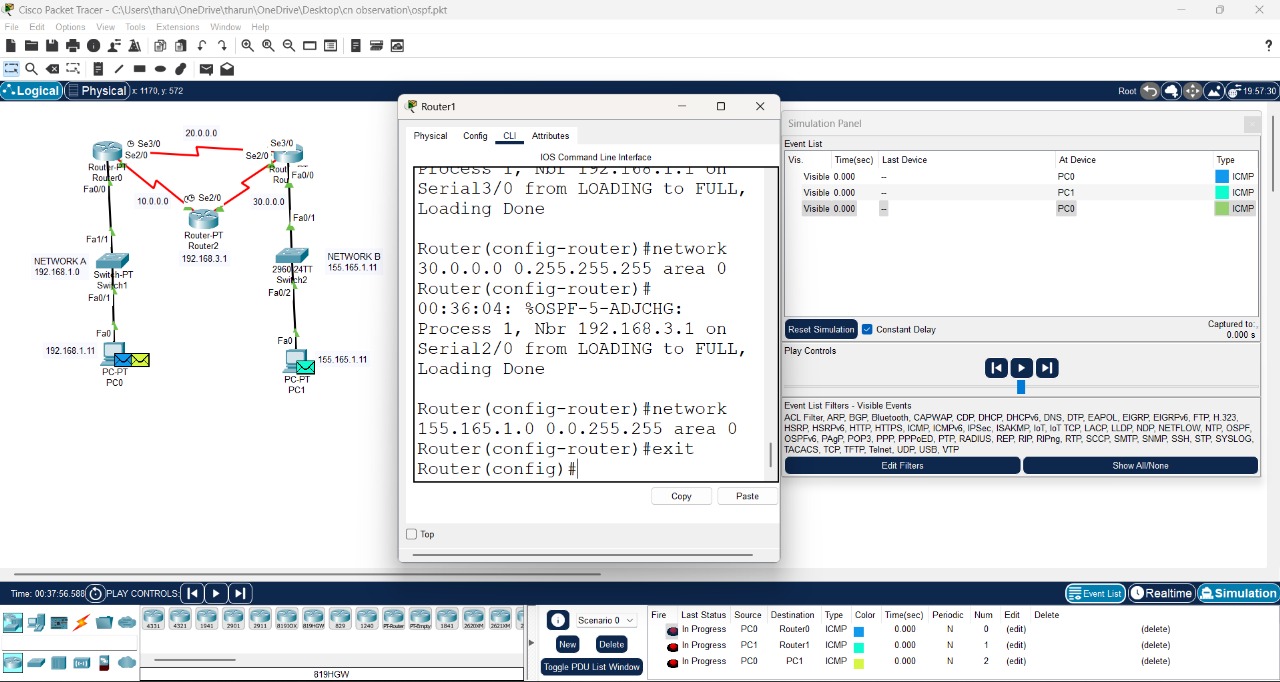 Cisco Packet Tracer - C:\Users\tharu\OneDrive\tharun\OneDrive\Desktop\cn observation\ospf.pkt
File Edit Options View Tools Extensions Window Help
?
Logical Physical x: 1170, y: 572
Root 19:57:30
20.0.0.0
Se3/0
Se2/0
Router-PT
Router0
Fa0/0
Se3/0
Se2/0
Rout
Rou
Fa0/0
10.0.0.0
Se2/0
30.0.0.0
Router-PT
Router2
192.168.3.1
Fa0/1
Fa1/1
NETWORK A
192.168.1.0
Switch-PT
Switch1
Fa0/1
2960 24TT
Switch2
Fa0/2
NETWORK B
155.165.1.11
Fa0
192.168.1.11
PC-PT
PC0
Fa0
155.165.1.11
PC-PT
PC1
Router1
Physical Config CLI Attributes
IOS Command Line Interface
Process 1, Nbr 192.168.1.1 on
Serial3/0 from LOADING to FULL,
Loading Done
Router(config-router)#network
30.0.0.0 0.255.255.255 area 0
Router(config-router)#
00:36:04: %OSPF-5-ADJCHG:
Process 1, Nbr 192.168.3.1 on
Serial2/0 from LOADING to FULL,
Loading Done
Router(config-router)#network
155.165.1.0 0.0.255.255 area 0
Router(config-router)#exit
Router(config)#
Copy Paste
Top
Simulation Panel
Event List
Vis. Time(sec) Last Device At Device Type
Visible 0.000 -- PC0 ICMP
Visible 0.000 -- PC1 ICMP
Visible 0.000 -- PC0 ICMP
Reset Simulation Constant Delay
Captured to:
0.000 s
Play Controls
Event List Filters - Visible Events
ACL Filter, ARP, BGP, Bluetooth, CAPWAP, CDP, DHCP, DHCPv6, DNS, DTP, EAPOL, EIGRP, EIGRPv6, FTP, H.323,
HSRP, HSRPv6, HTTP, HTTPS, ICMP, ICMPv6, IPSec, ISAKMP, IoT, IoT TCP, LACP, LLDP, NDP, NETFLOW, NTP, OSPF,
OSPFv6, PAgP, POP3, PPP, PPPoED, PTP, RADIUS, REP, RIP, RIPng, RTP, SCCP, SMTP, SNMP, SSH, STP, SYSLOG,
TACACS, TCP, TFTP, Telnet, UDP, USB, VTP
Edit Filters Show All/None
Time: 00:37:56.588 PLAY CONTROLS:
Event List Realtime Simulation
4331 4321 1941 2901 2911 819IOX 819HGW 829 1240 PT-Router PT-Empty 1841 2620XM 2621XM
819HGW
Scenario 0
New Delete
Toggle PDU List Window
Fire Last Status Source Destination Type Color Time(sec) Periodic Num Edit Delete
In Progress PC0 Router0 ICMP 0.000 N 0 (edit) (delete)
In Progress PC1 Router1 ICMP 0.000 N 1 (edit) (delete)
In Progress PC0 PC1 ICMP 0.000 N 2 (edit) (delete)